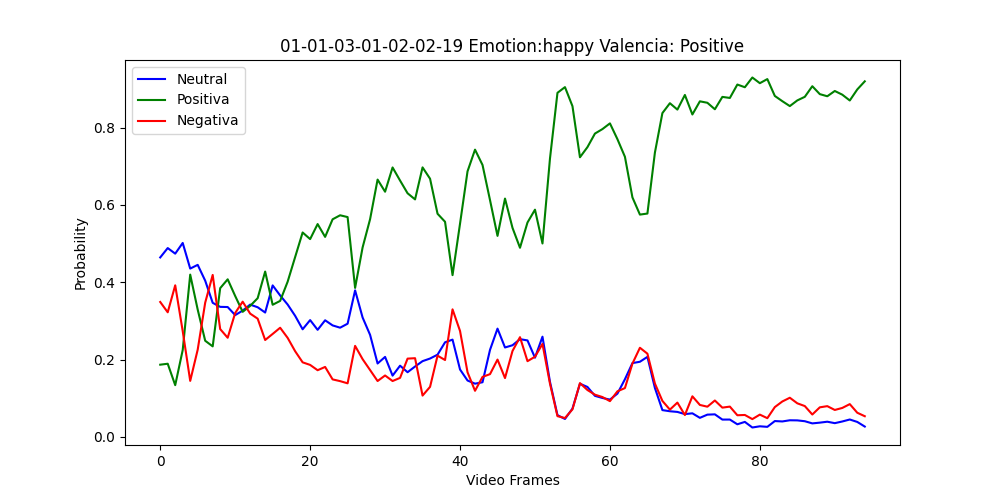 01-01-03-01-02-02-19 Emotion:happy Valencia: Positive
Neutral
Positiva
Negativa
Probability
0.8
0.6
0.4
0.2
0.0
0 20 40 60 80
Video Frames